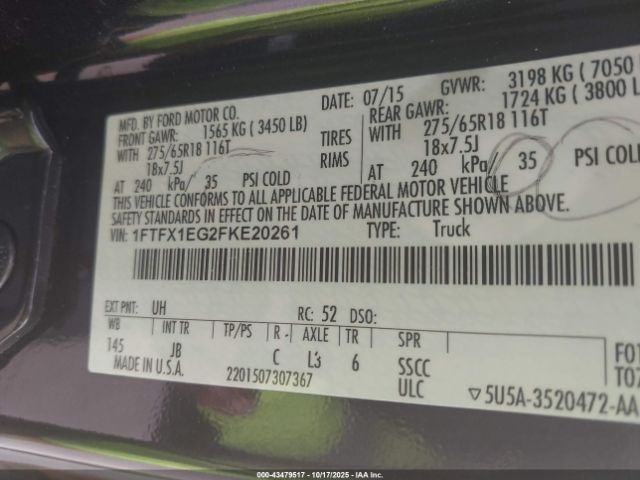 MFD. BY FORD MOTOR CO.
DATE: 07/15
GVWR: 3198 KG ( 7050
FRONT GAWR: 1565 KG ( 3450 LB)
REAR GAWR: 1724 KG ( 3800 L
WITH 275/65R18 116T TIRES
WITH 275/65R18 116T
18x7.5J RIMS
18x7.5J
AT 240 kPa/ 35 PSI COLD
AT 240 kPa/ 35 PSI COL
THIS VEHICLE CONFORMS TO ALL APPLICABLE FEDERAL MOTOR VEHICLE
SAFETY STANDARDS IN EFFECT ON THE DATE OF MANUFACTURE SHOWN ABOVE.
VIN: 1FTFX1EG2FKE20261
TYPE: Truck
EXT PNT: UH RC: 52 DSO:
WB INT TR TP/PS R - AXLE TR SPR
145 JB C L3 6 SSCC
MADE IN U.S.A. 2201507307367 ULC
▽5U5A-3520472-AA
000-43479517 - 10/17/2025 - IAA Inc.